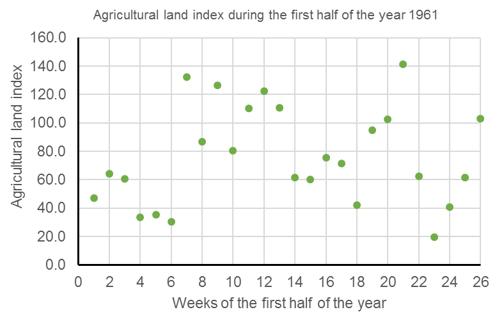 Agricultural land index during the first half of the year 1961
160.0
140.0
120.0
100.0
80.0
60.0
40.0
20.0
0.0
Agricultural land index
0 2 4 6 8 10 12 14 16 18 20 22 24 26
Weeks of the first half of the year